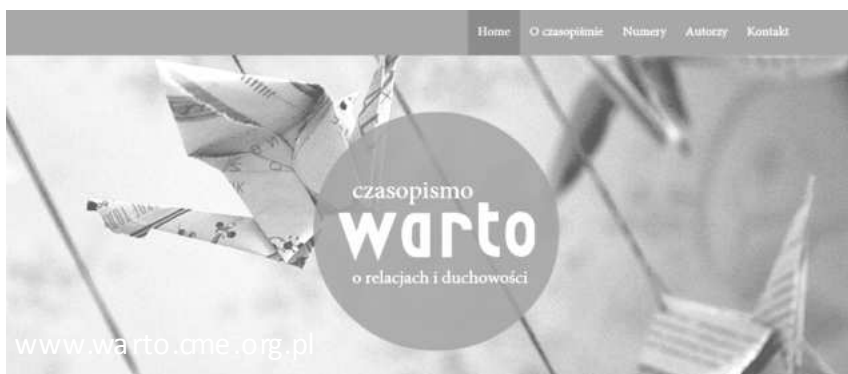 Home O czasopiśmie Numery Autorzy Kontakt
czasopismo
warto
o relacjach i duchowości
www.warto.cme.org.pl